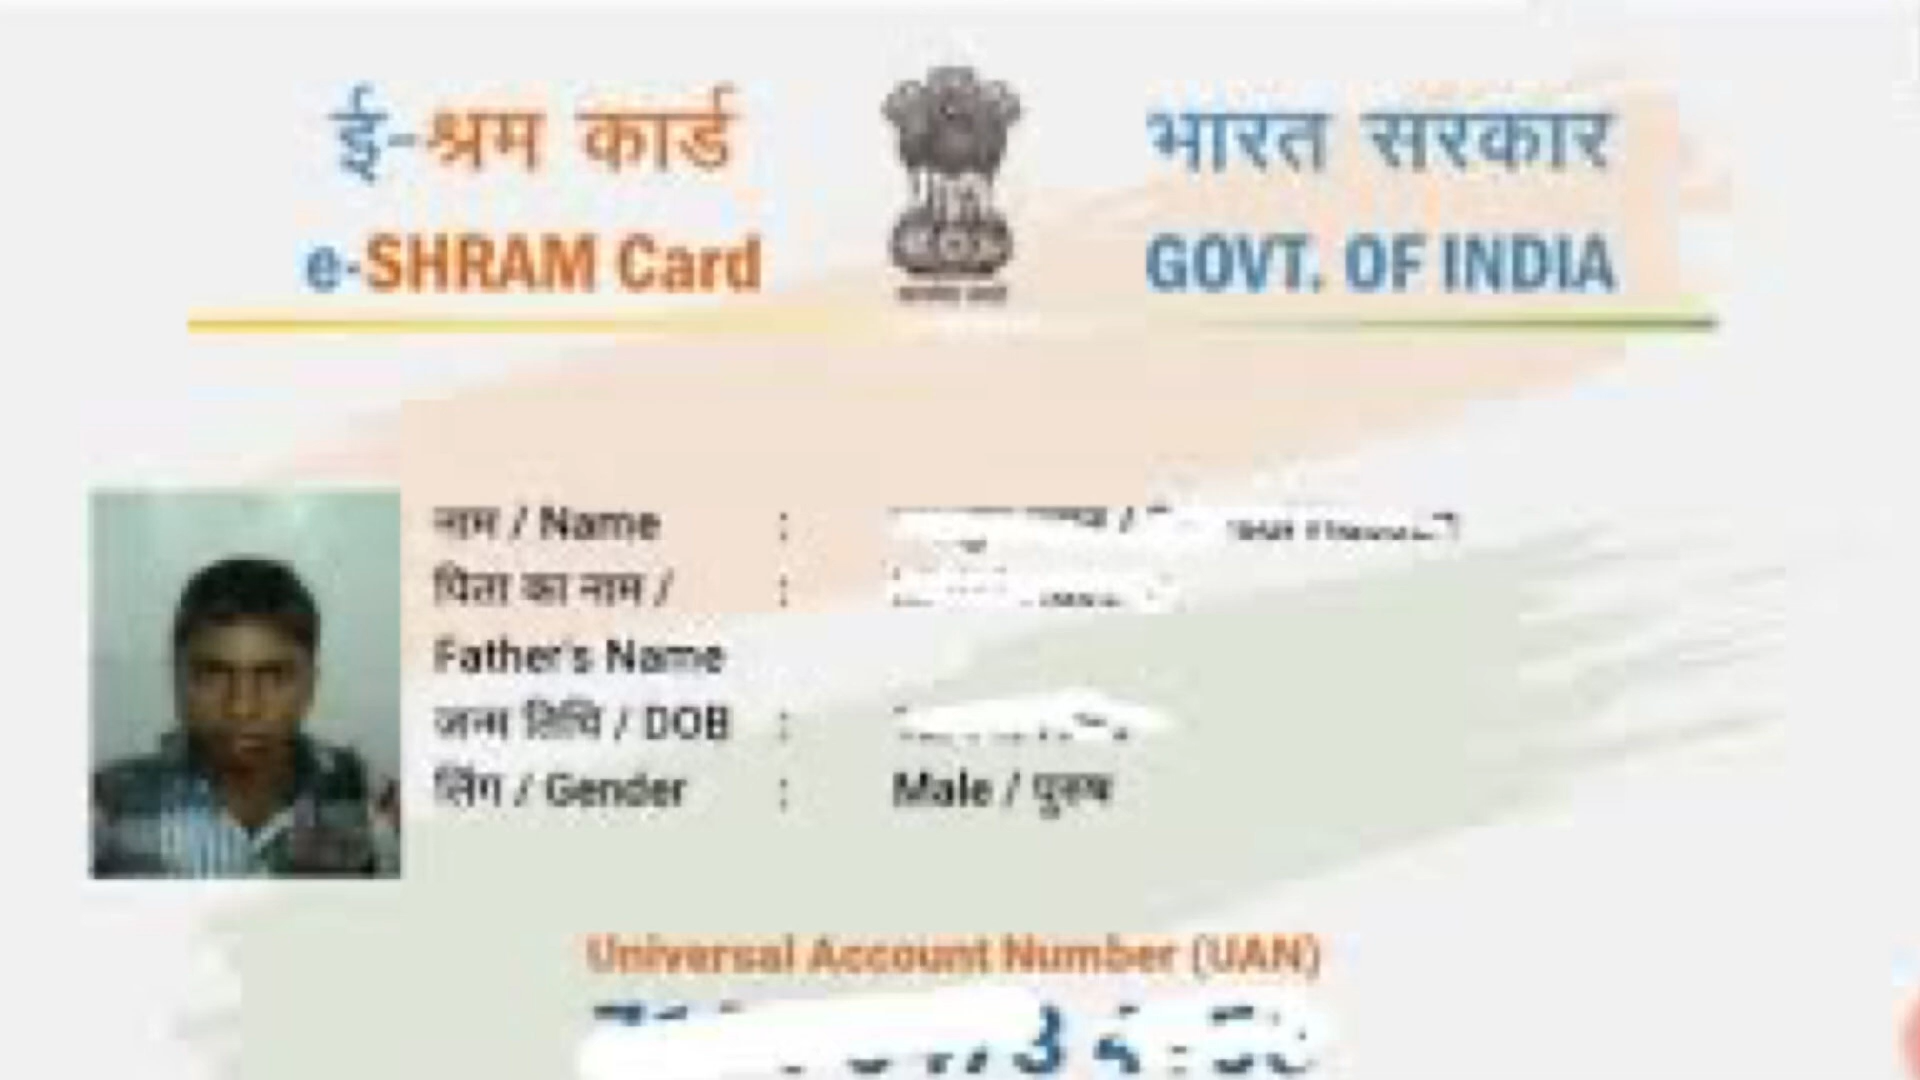 ई-श्रम कार्ड
भारत सरकार
e-SHRAM Card
GOVT. OF INDIA
नाम / Name :
पिता का नाम / :
Father's Name
जन्म तिथि / DOB :
लिंग / Gender : Male / पुरुष
Universal Account Number (UAN)